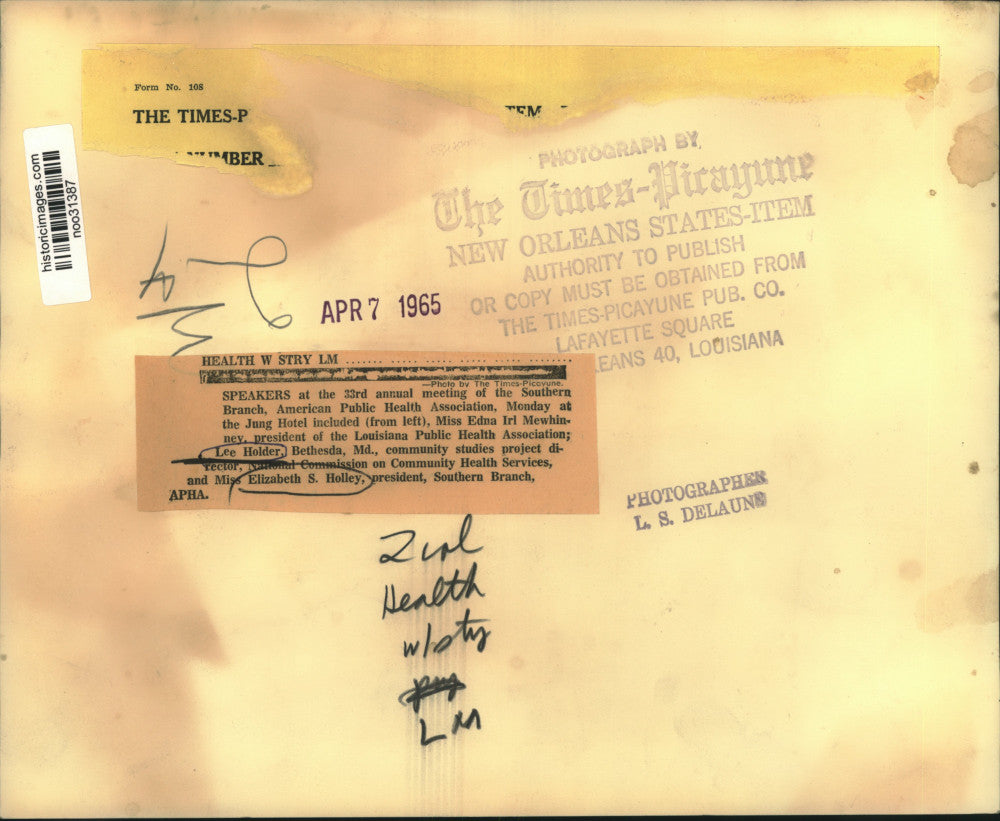 Form No. 108
THE TIMES-P
TEM
NUMBER
historicimages.com
noo31387
PHOTOGRAPH BY
The Times-Picayune
NEW ORLEANS STATES-ITEM
AUTHORITY TO PUBLISH
OR COPY MUST BE OBTAINED FROM
THE TIMES-PICAYUNE PUB. CO.
LAFAYETTE SQUARE
EANS 40, LOUISIANA
APR 7 1965
HEALTH W STRY LM
—Photo by The Times-Picayune.
SPEAKERS at the 33rd annual meeting of the Southern
Branch, American Public Health Association, Monday at
the Jung Hotel included (from left), Miss Edna Irl Mewhin-
ney, president of the Louisiana Public Health Association;
Lee Holder, Bethesda, Md., community studies project di-
rector, National Commission on Community Health Services,
and Miss Elizabeth S. Holley, president, Southern Branch,
APHA.
PHOTOGRAPHER
L. S. DELAUNE
2 col
Health
w/stry
LM